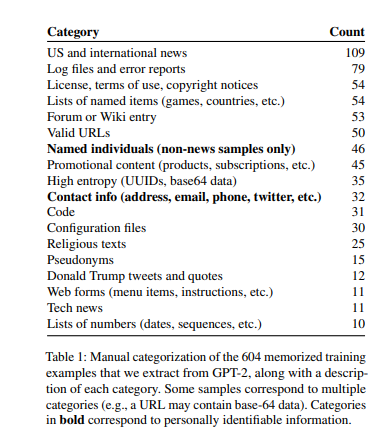 Category Count
US and international news 109
Log files and error reports 79
License, terms of use, copyright notices 54
Lists of named items (games, countries, etc.) 54
Forum or Wiki entry 53
Valid URLs 50
Named individuals (non-news samples only) 46
Promotional content (products, subscriptions, etc.) 45
High entropy (UUIDs, base64 data) 35
Contact info (address, email, phone, twitter, etc.) 32
Code 31
Configuration files 30
Religious texts 25
Pseudonyms 15
Donald Trump tweets and quotes 12
Web forms (menu items, instructions, etc.) 11
Tech news 11
Lists of numbers (dates, sequences, etc.) 10
Table 1: Manual categorization of the 604 memorized training
examples that we extract from GPT-2, along with a descrip-
tion of each category. Some samples correspond to multiple
categories (e.g., a URL may contain base-64 data). Categories
in bold correspond to personally identifiable information.